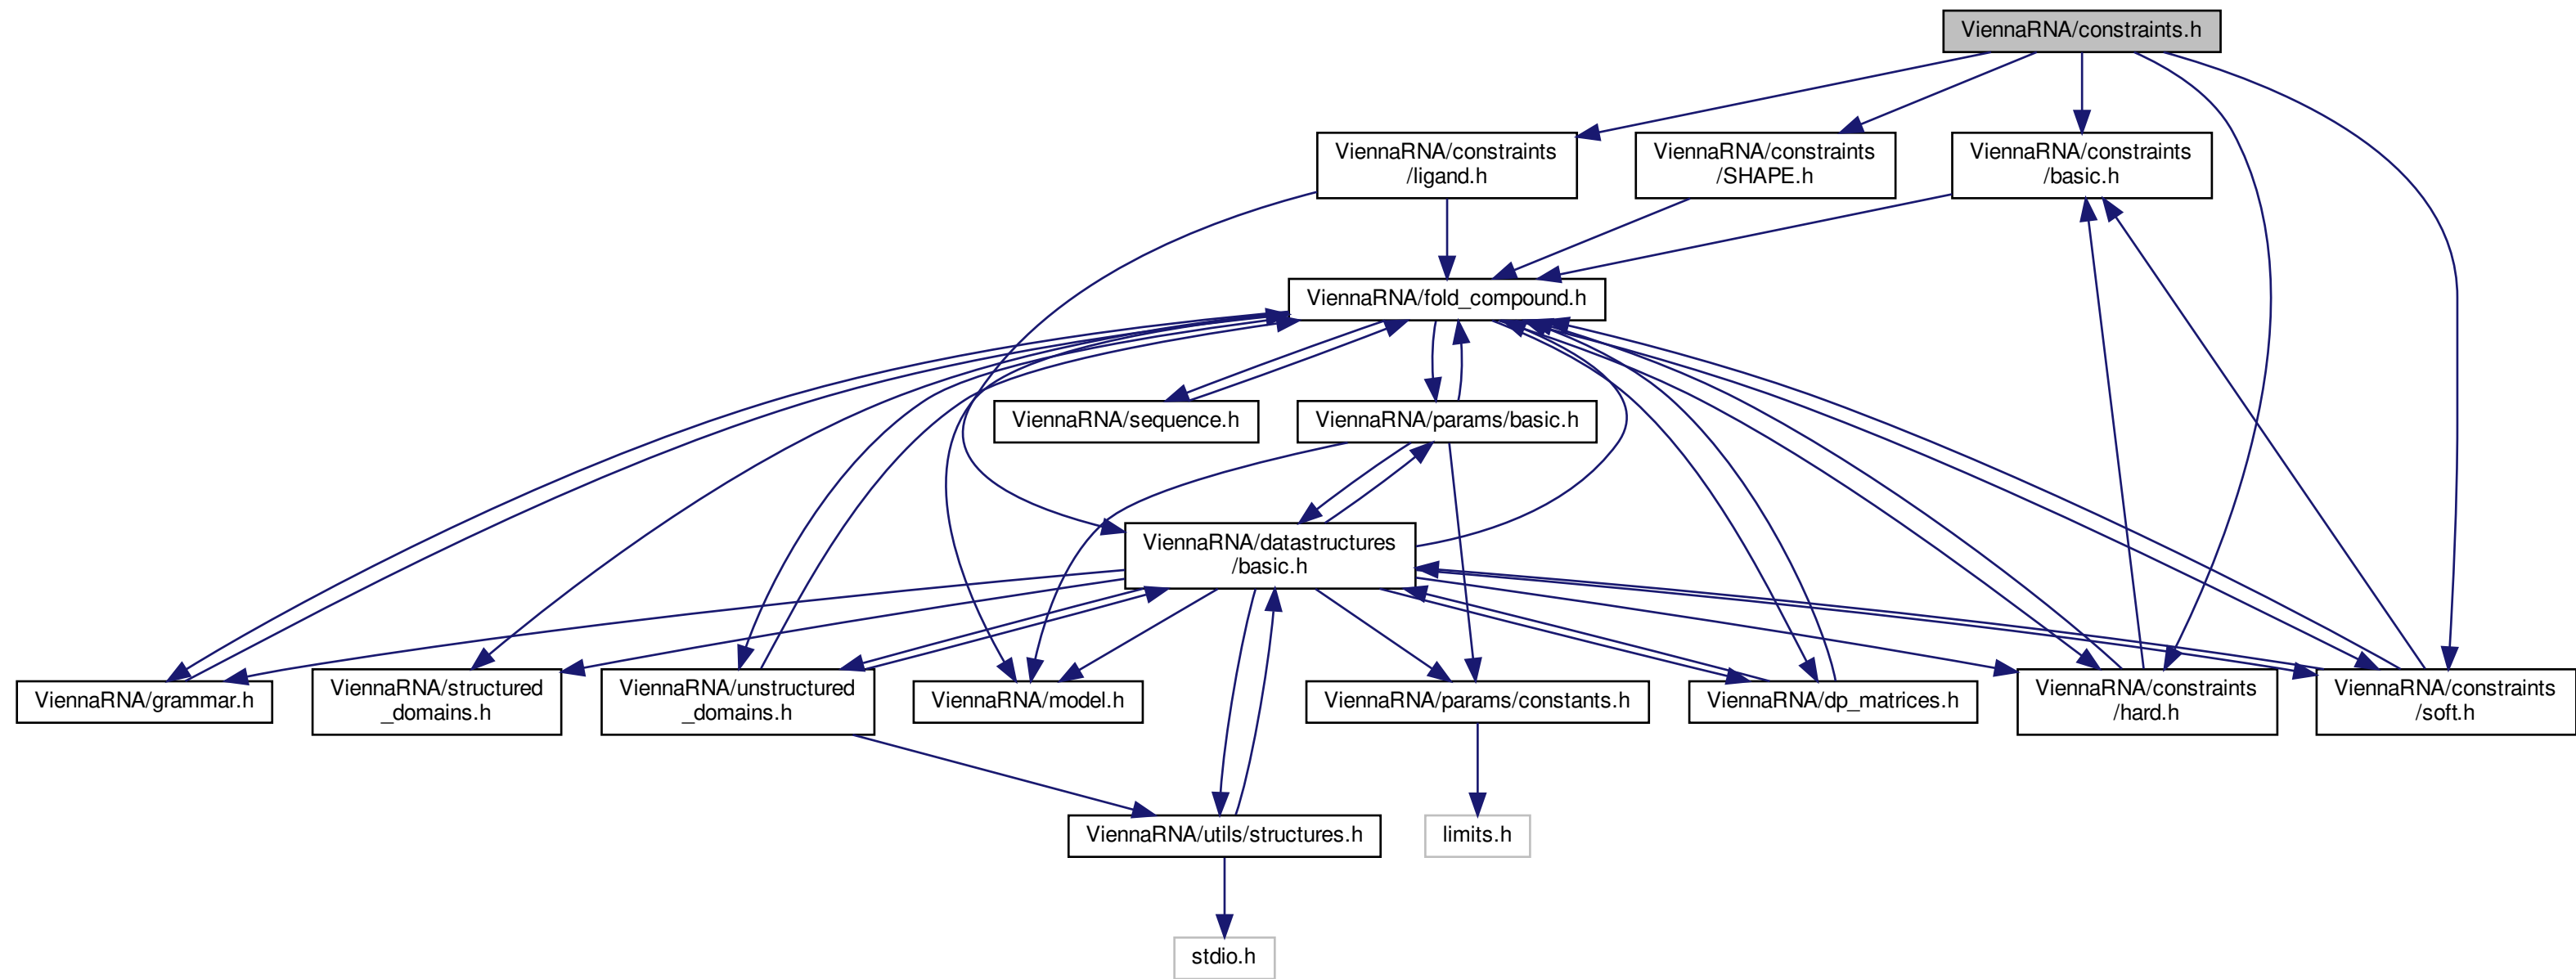 ViennaRNA/constraints.h
ViennaRNA/constraints
/ligand.h
ViennaRNA/constraints
/SHAPE.h
ViennaRNA/constraints
/basic.h
ViennaRNA/fold_compound.h
ViennaRNA/sequence.h
ViennaRNA/params/basic.h
ViennaRNA/datastructures
/basic.h
ViennaRNA/grammar.h
ViennaRNA/structured
_domains.h
ViennaRNA/unstructured
_domains.h
ViennaRNA/model.h
ViennaRNA/params/constants.h
ViennaRNA/dp_matrices.h
ViennaRNA/constraints
/hard.h
ViennaRNA/constraints
/soft.h
ViennaRNA/utils/structures.h
limits.h
stdio.h